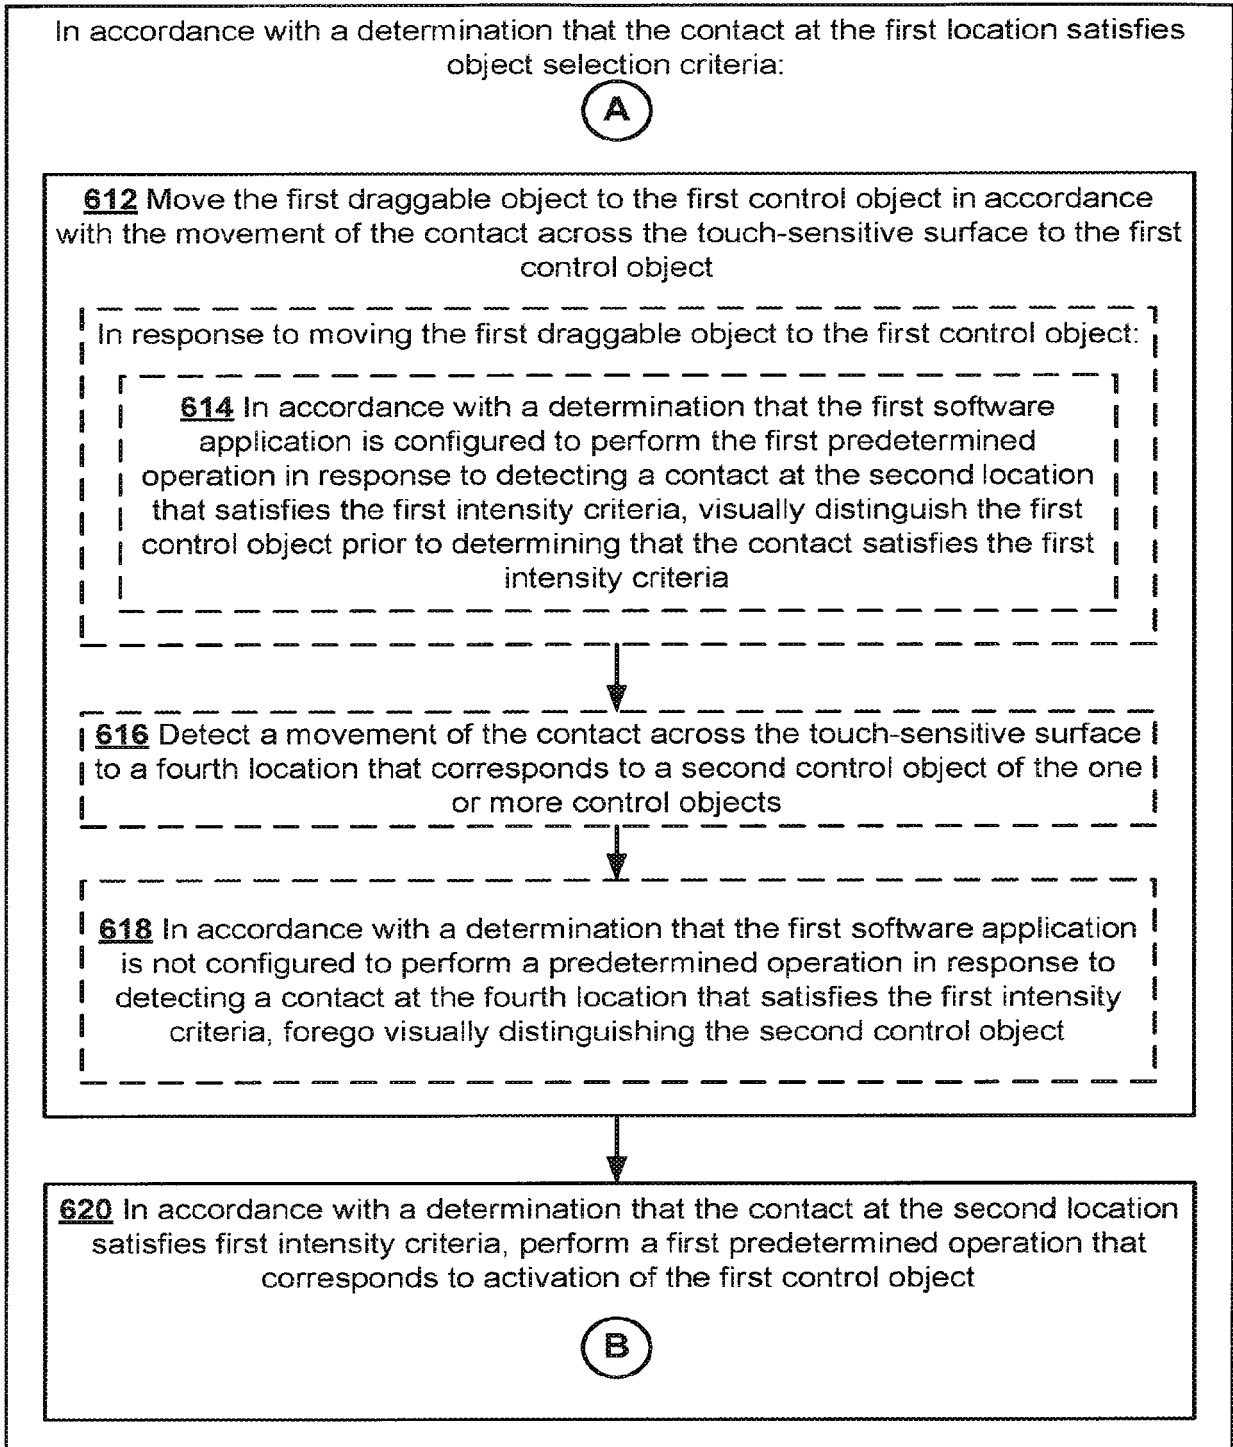 In accordance with a determination that the contact at the first location satisfies
object selection criteria:
A
612 Move the first draggable object to the first control object in accordance
with the movement of the contact across the touch-sensitive surface to the first
control object
In response to moving the first draggable object to the first control object:
614 In accordance with a determination that the first software
application is configured to perform the first predetermined
operation in response to detecting a contact at the second location
that satisfies the first intensity criteria, visually distinguish the first
control object prior to determining that the contact satisfies the first
intensity criteria
616 Detect a movement of the contact across the touch-sensitive surface
to a fourth location that corresponds to a second control object of the one
or more control objects
618 In accordance with a determination that the first software application
is not configured to perform a predetermined operation in response to
detecting a contact at the fourth location that satisfies the first intensity
criteria, forego visually distinguishing the second control object
620 In accordance with a determination that the contact at the second location
satisfies first intensity criteria, perform a first predetermined operation that
corresponds to activation of the first control object
B